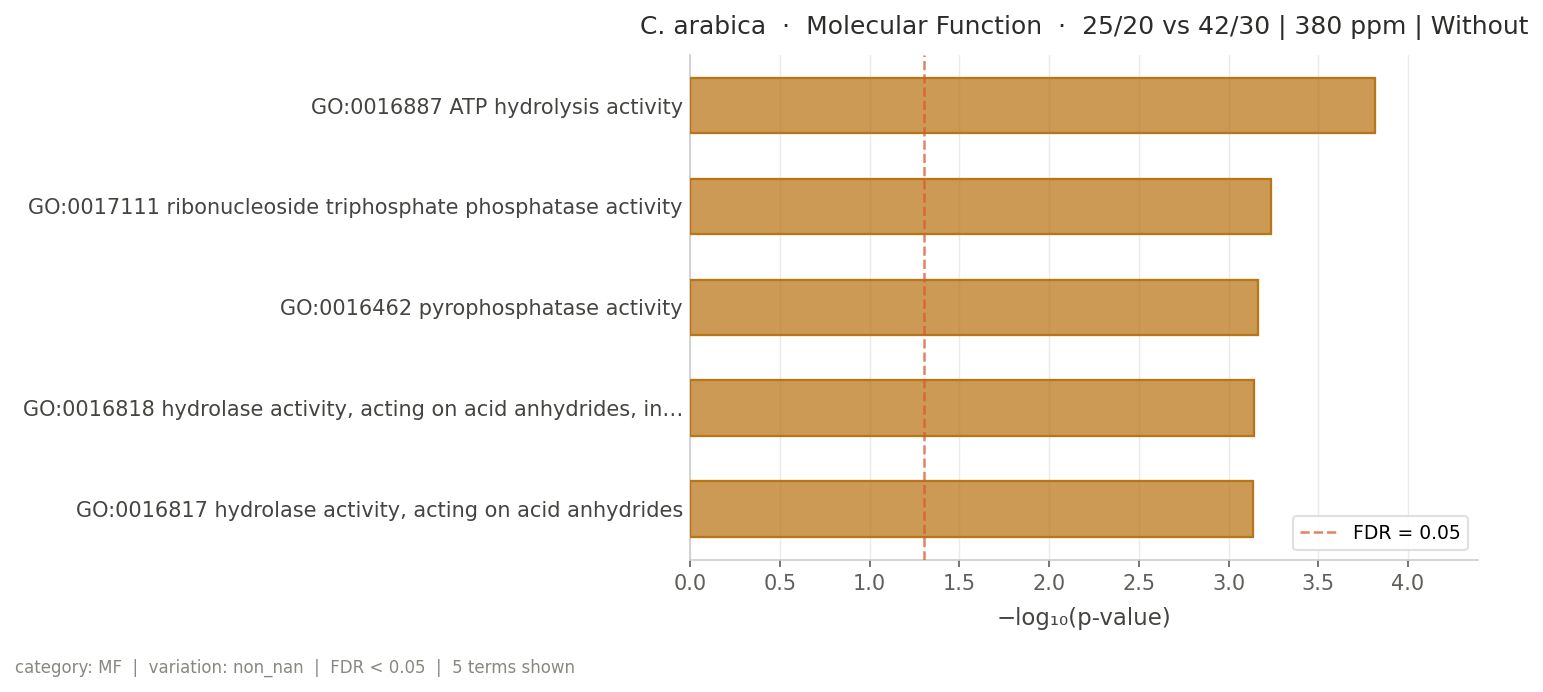 C. arabica · Molecular Function · 25/20 vs 42/30 | 380 ppm | Without
GO:0016887 ATP hydrolysis activity
GO:0017111 ribonucleoside triphosphate phosphatase activity
GO:0016462 pyrophosphatase activity
GO:0016818 hydrolase activity, acting on acid anhydrides, in…
GO:0016817 hydrolase activity, acting on acid anhydrides
FDR = 0.05
0.0 0.5 1.0 1.5 2.0 2.5 3.0 3.5 4.0
−log₁₀(p-value)
category: MF | variation: non_nan | FDR < 0.05 | 5 terms shown